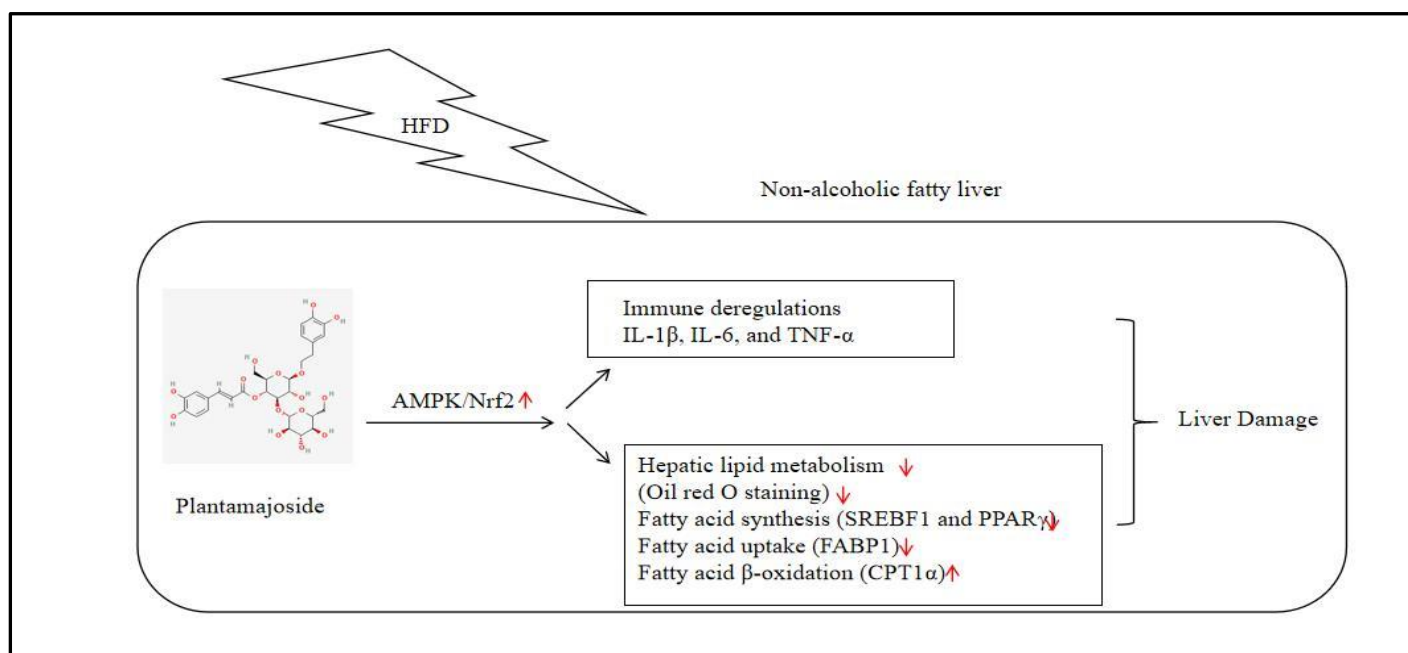 HFD
Non-alcoholic fatty liver
Immune deregulations
IL-1β, IL-6, and TNF-α
AMPK/Nrf2↑
Hepatic lipid metabolism ↓
(Oil red O staining) ↓
Fatty acid synthesis (SREBF1 and PPARγ)↓
Fatty acid uptake (FABP1)↓
Fatty acid β-oxidation (CPT1α)↑
Liver Damage
Plantamajoside